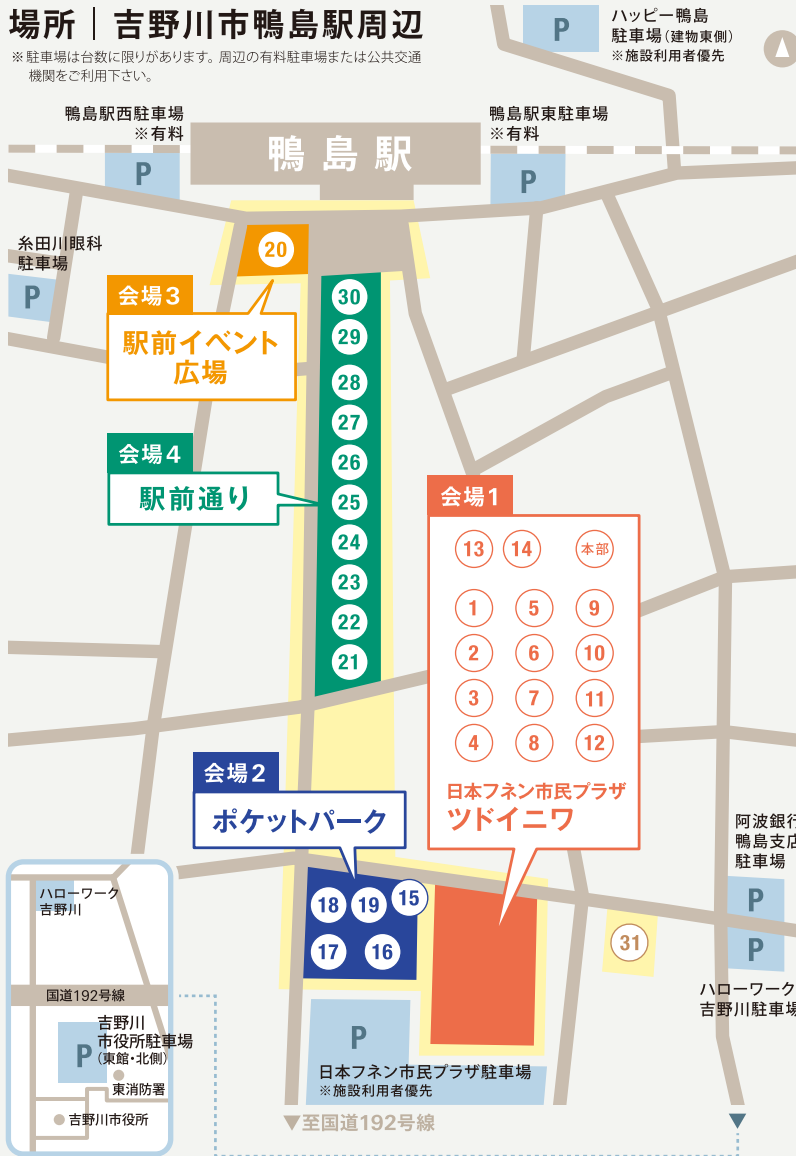 場所｜吉野川市鴨島駅周辺
※駐車場は台数に限りがあります。周辺の有料駐車場または公共交通
機関をご利用下さい。
P
ハッピー鴨島
駐車場(建物東側)
※施設利用者優先
鴨島駅西駐車場
※有料
P
鴨島駅
鴨島駅東駐車場
※有料
P
糸田川眼科
駐車場
P
20
会場3
駅前イベント
広場
30
29
28
27
26
25
24
23
22
21
会場4
駅前通り
会場1
13 14 本部
1 5 9
2 6 10
3 7 11
4 8 12
日本フネン市民プラザ
ツドイニワ
会場2
ポケットパーク
18 19 15
17 16
31
阿波銀行
鴨島支店
駐車場
P
P
ハローワーク
吉野川駐車場
P
日本フネン市民プラザ駐車場
※施設利用者優先
▼至国道192号線
ハローワーク
吉野川
国道192号線
P
吉野川
市役所駐車場
(東館・北側)
東消防署
吉野川市役所